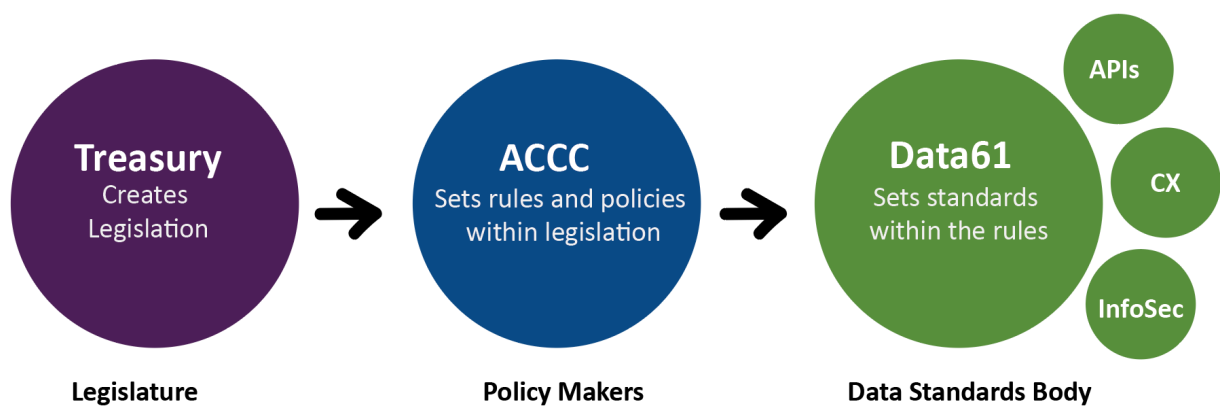 Treasury
Creates
Legislation
ACCC
Sets rules and policies
within legislation
Data61
Sets standards
within the rules
APIs
CX
InfoSec
Legislature
Policy Makers
Data Standards Body